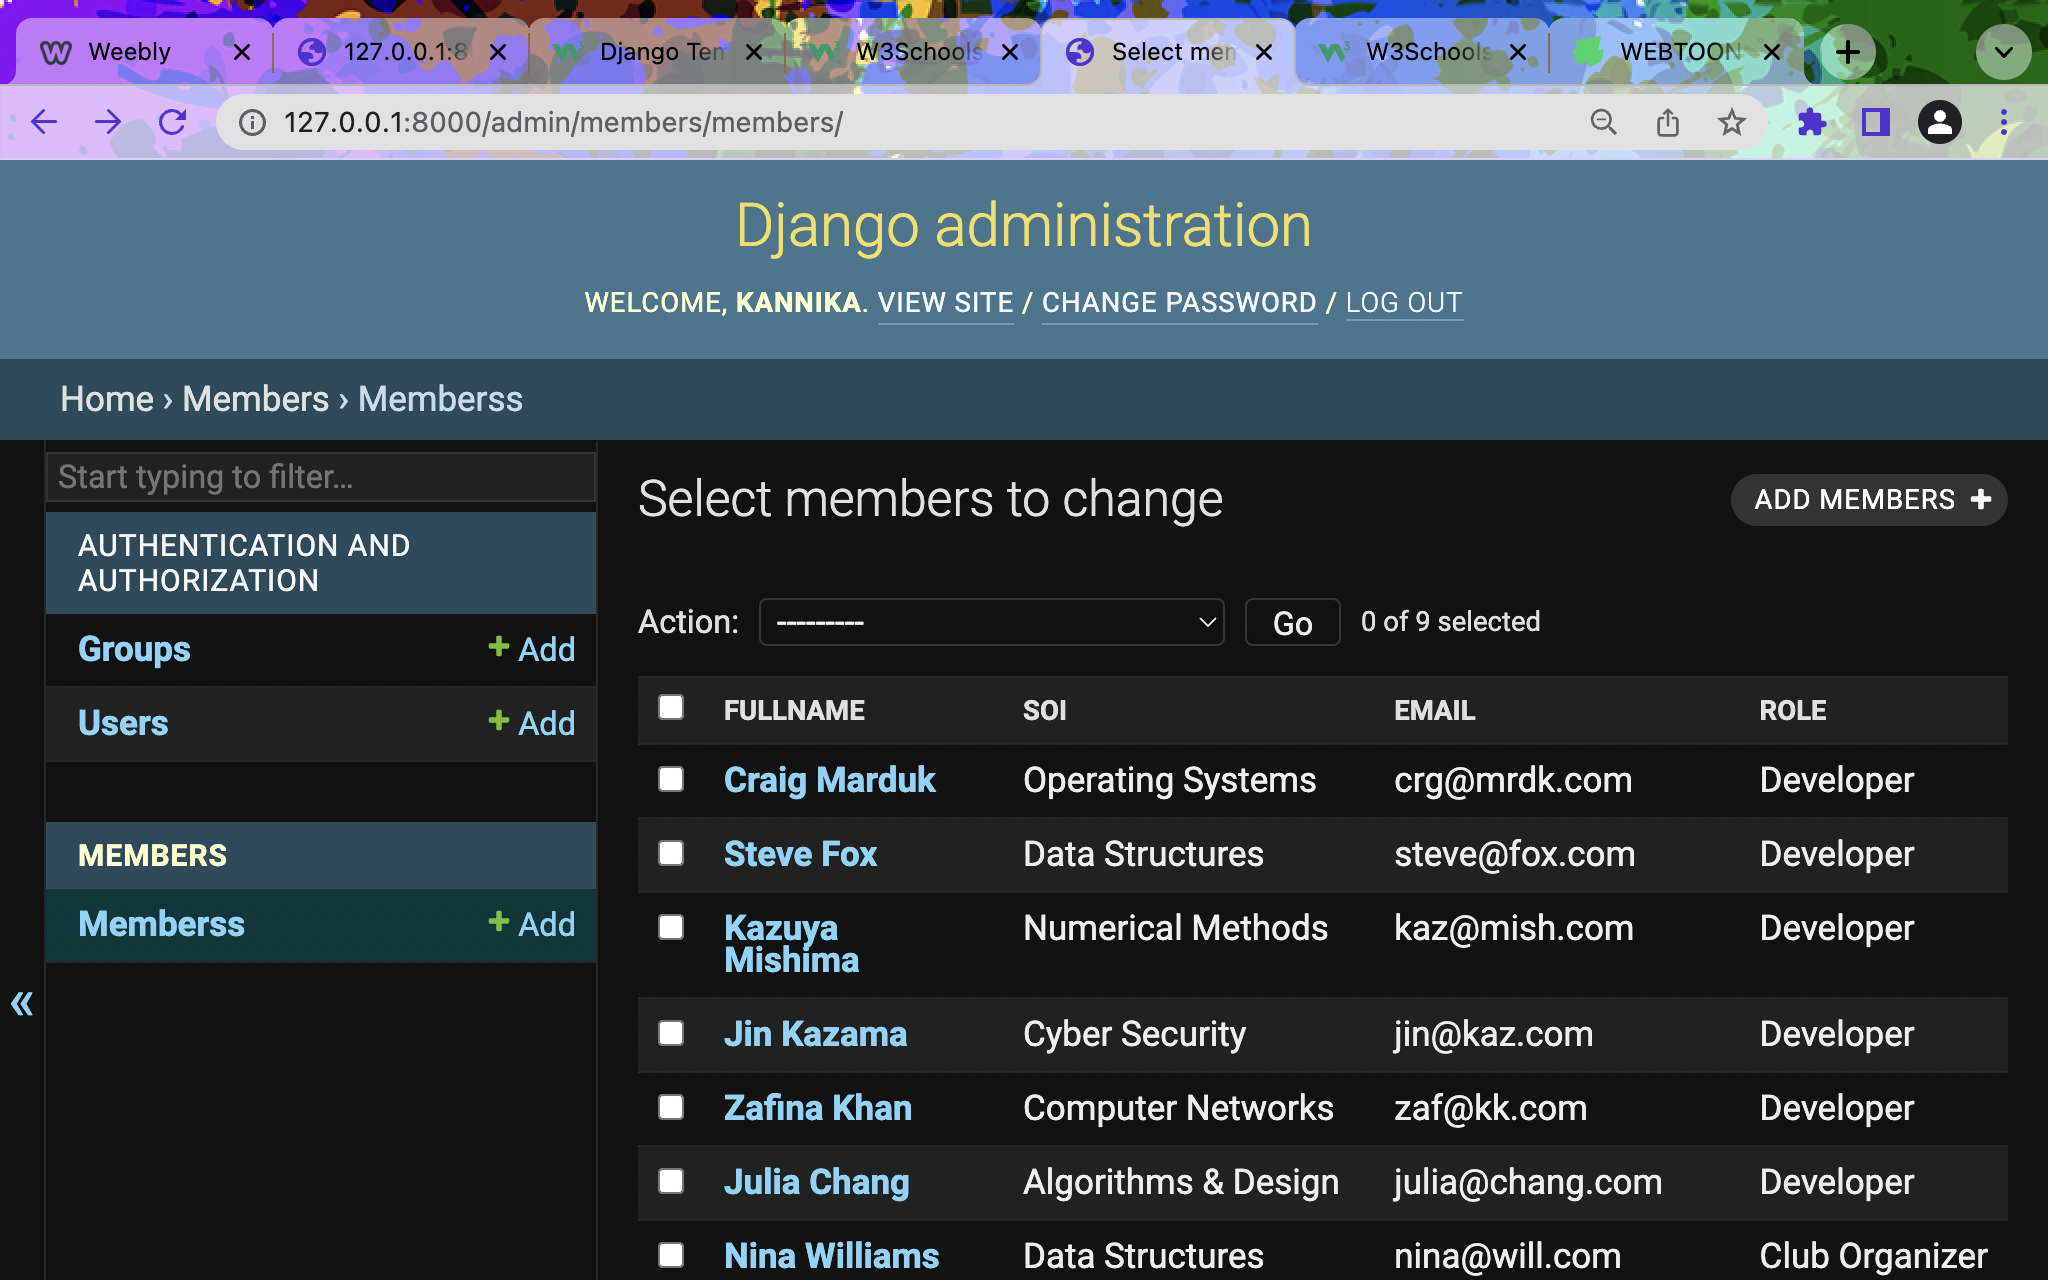 Weebly
127.0.0.1:8
Django Ten
W3Schools
Select men
W3Schools
WEBTOON
127.0.0.1:8000/admin/members/members/
Django administration
WELCOME, KANNIKA. VIEW SITE / CHANGE PASSWORD / LOG OUT
Home › Members › Memberss
Start typing to filter...
AUTHENTICATION AND
AUTHORIZATION
Groups + Add
Users + Add
MEMBERS
Memberss + Add
«
Select members to change
ADD MEMBERS +
Action: --------- Go 0 of 9 selected
FULLNAME SOI EMAIL ROLE
Craig Marduk Operating Systems crg@mrdk.com Developer
Steve Fox Data Structures steve@fox.com Developer
Kazuya Numerical Methods kaz@mish.com Developer
Mishima
Jin Kazama Cyber Security jin@kaz.com Developer
Zafina Khan Computer Networks zaf@kk.com Developer
Julia Chang Algorithms & Design julia@chang.com Developer
Nina Williams Data Structures nina@will.com Club Organizer